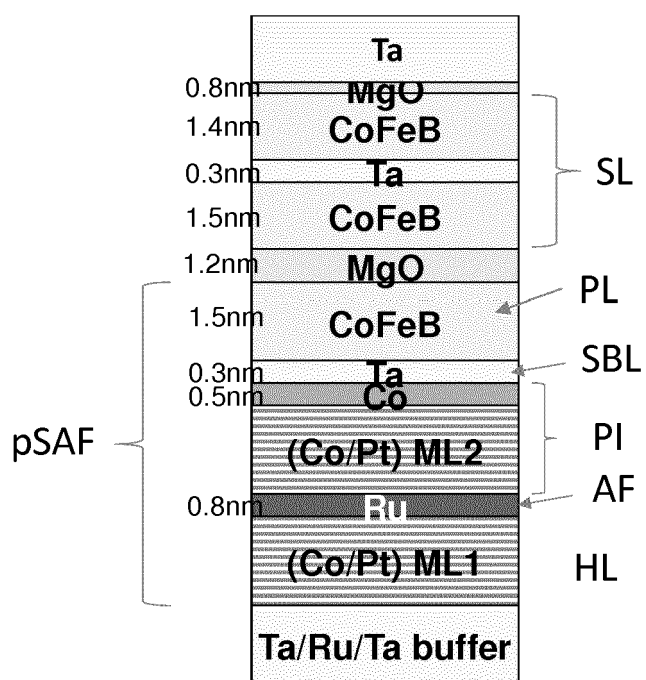 Ta
0.8nm MgO
1.4nm CoFeB
0.3nm Ta
SL
1.5nm CoFeB
1.2nm MgO
PL
1.5nm CoFeB
SBL
0.3nm Ta
0.5nm Co
pSAF
(Co/Pt) ML2
PI
AF
0.8nm Ru
(Co/Pt) ML1
HL
Ta/Ru/Ta buffer